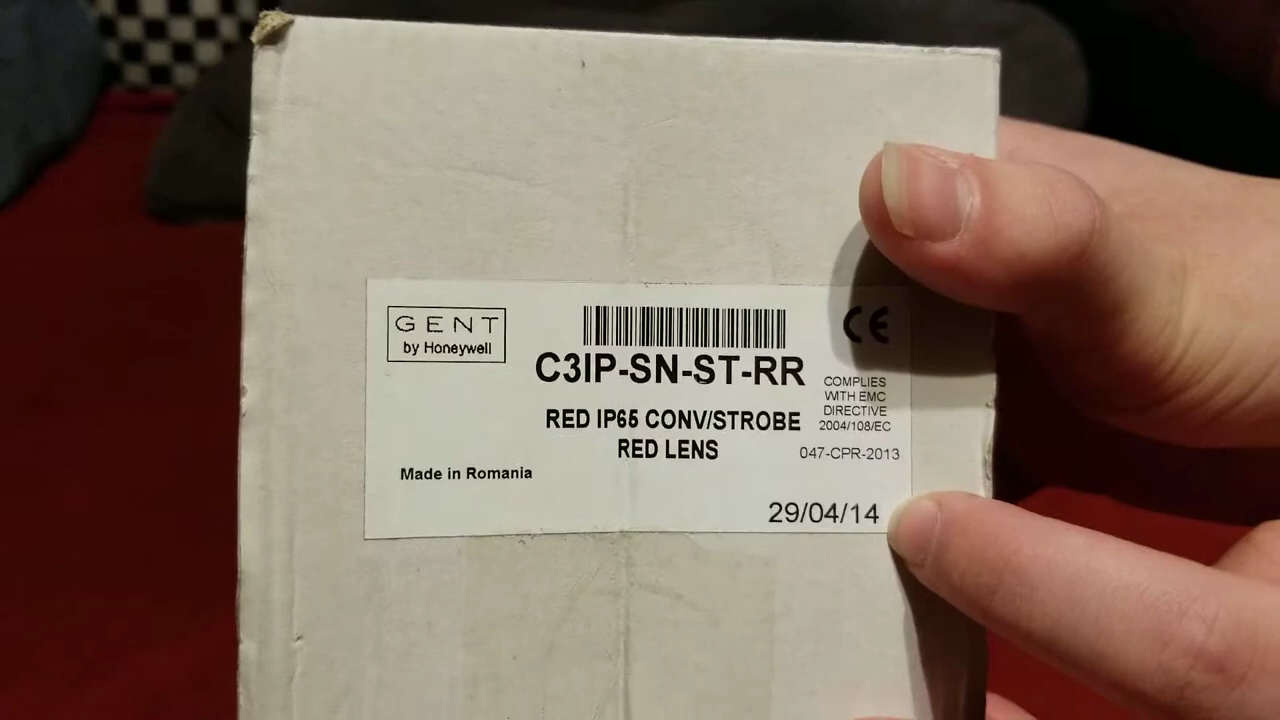 GENT
by Honeywell
CE
C3IP-SN-ST-RR
RED IP65 CONV/STROBE
RED LENS
COMPLIES
WITH EMC
DIRECTIVE
2004/108/EC
047-CPR-2013
Made in Romania
29/04/14